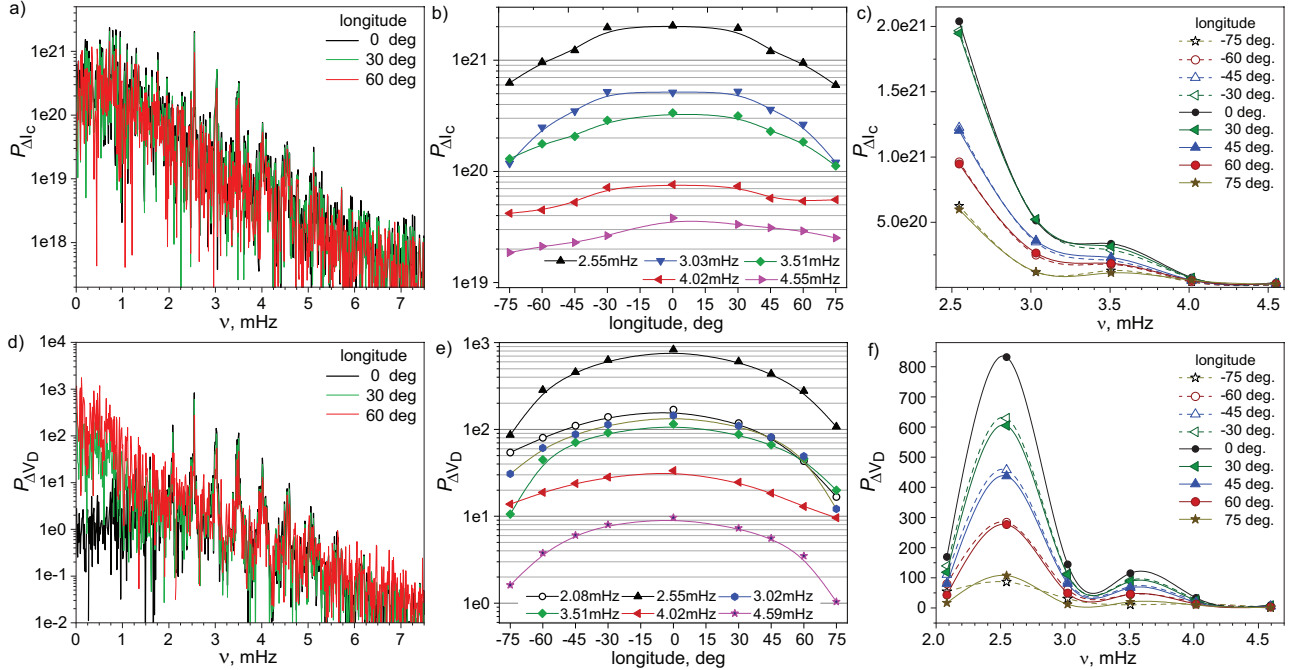 a)
longitude
0 deg
30 deg
60 deg
1e21
1e20
1e19
1e18
PΔIc
0 1 2 3 4 5 6 7
ν, mHz
b)
1e22
1e21
1e20
1e19
PΔIc
2.55mHz 3.03mHz 3.51mHz
4.02mHz 4.55mHz
-75 -60 -45 -30 -15 0 15 30 45 60 75
longitude, deg
c)
longitude
-75 deg.
-60 deg.
-45 deg.
-30 deg.
0 deg.
30 deg.
45 deg.
60 deg.
75 deg.
2.0e21
1.5e21
1.0e21
5.0e20
PΔIc
2.5 3.0 3.5 4.0 4.5
ν, mHz
d)
longitude
0 deg
30 deg
60 deg
1e4
1e3
1e2
1e1
1e0
1e-1
1e-2
PΔVD
0 1 2 3 4 5 6 7
ν, mHz
e)
1e3
1e2
1e1
1e0
PΔVD
2.08mHz 2.55mHz 3.02mHz
3.51mHz 4.02mHz 4.59mHz
-75 -60 -45 -30 -15 0 15 30 45 60 75
longitude, deg
f)
longitude
-75 deg.
-60 deg.
-45 deg.
-30 deg.
0 deg.
30 deg.
45 deg.
60 deg.
75 deg.
800
700
600
500
400
300
200
100
0
PΔVD
2.0 2.5 3.0 3.5 4.0 4.5
ν, mHz